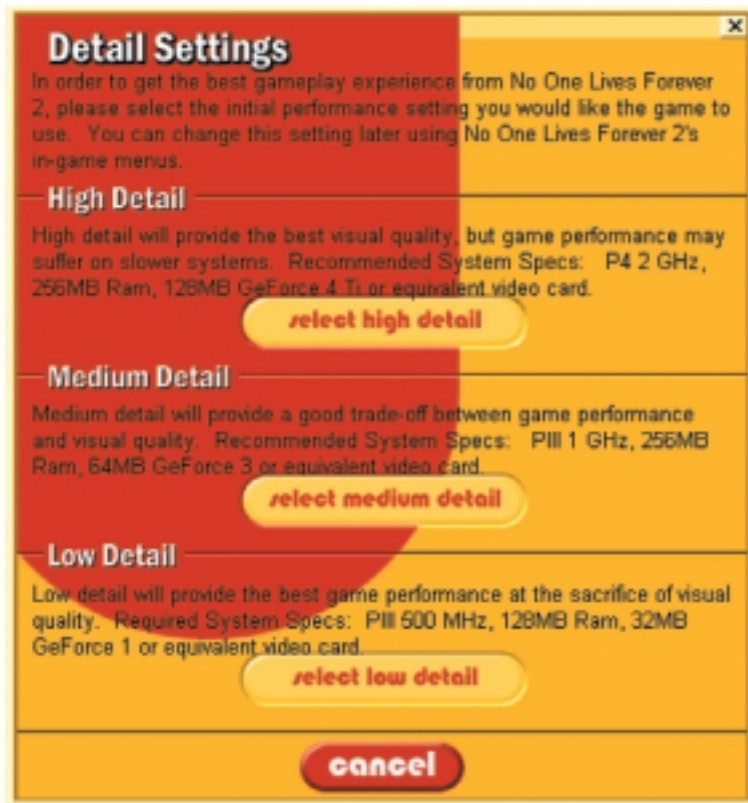 Detail Settings
In order to get the best gameplay experience from No One Lives Forever
2, please select the initial performance setting you would like the game to
use.  You can change this setting later using No One Lives Forever 2's
in-game menus.
High Detail
High detail will provide the best visual quality, but game performance may
suffer on slower systems.  Recommended System Specs:   P4 2 GHz,
256MB Ram, 128MB GeForce 4 Ti or equivalent video card.
select high detail
Medium Detail
Medium detail will provide a good trade-off between game performance
and visual quality.  Recommended System Specs:   PIII 1 GHz, 256MB
Ram, 64MB GeForce 3 or equivalent video card.
select medium detail
Low Detail
Low detail will provide the best game performance at the sacrifice of visual
quality.  Required System Specs:  PIII 500 MHz, 128MB Ram, 32MB
GeForce 1 or equivalent video card.
select low detail
cancel